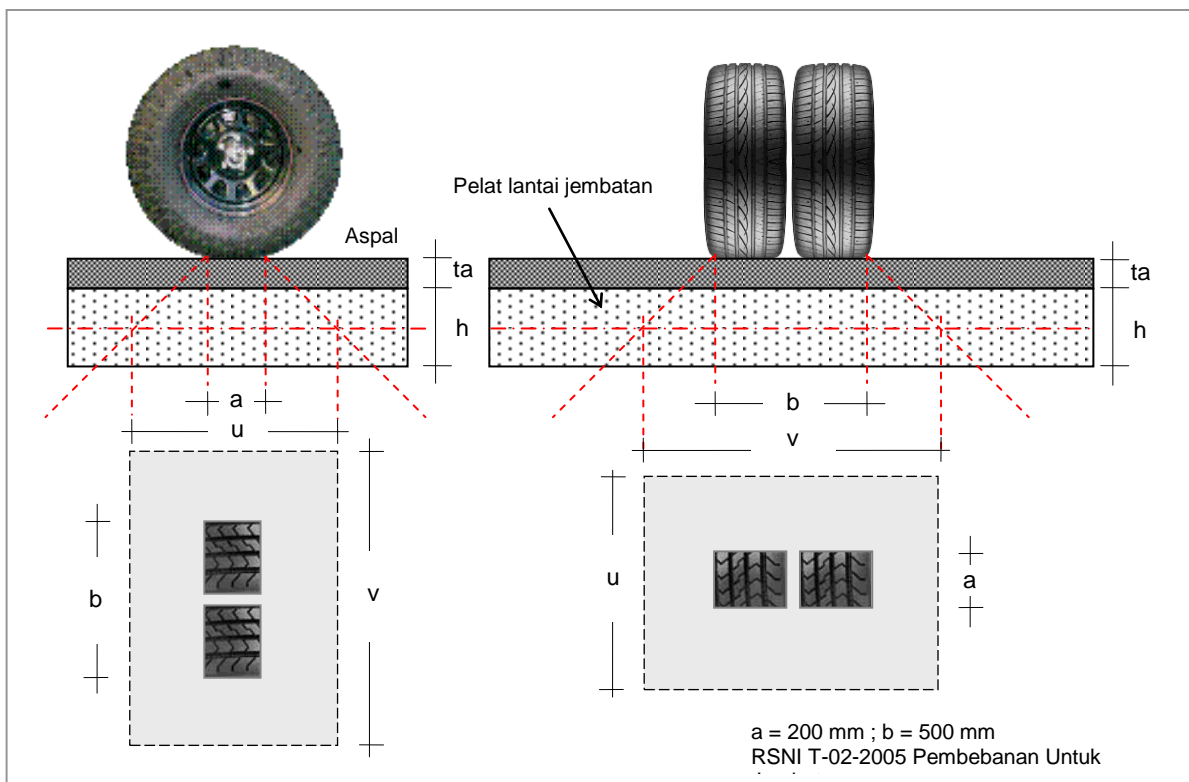 Pelat lantai jembatan
Aspal
ta
h
a
u
b
v
ta
h
b
v
u
a
a = 200 mm ; b = 500 mm
RSNI T-02-2005 Pembebanan Untuk